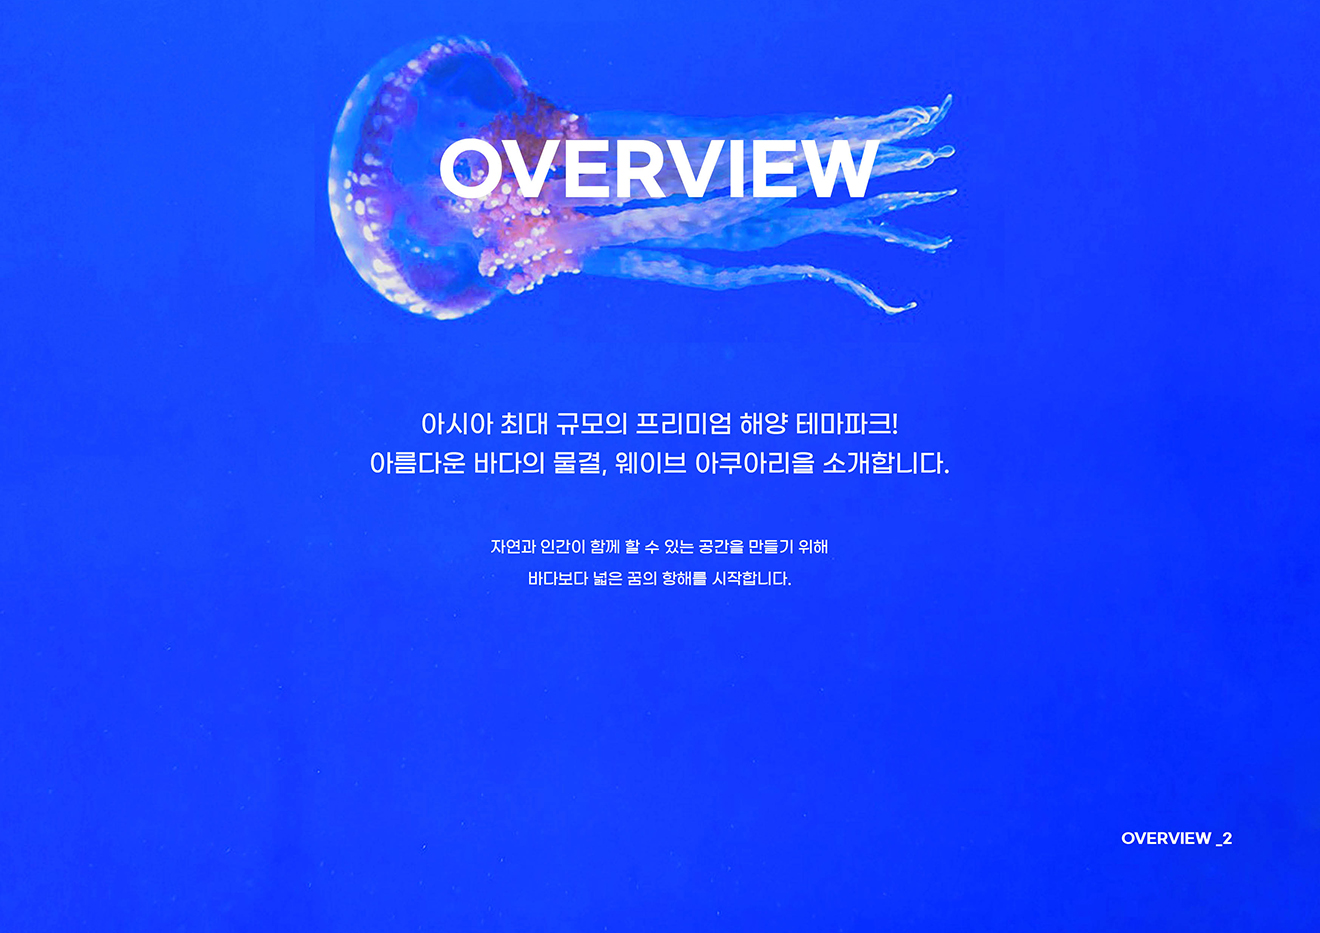 OVERVIEW
아시아 최대 규모의 프리미엄 해양 테마파크!
아름다운 바다의 물결, 웨이브 아쿠아리움을 소개합니다.
자연과 인간이 함께 할 수 있는 공간을 만들기 위해
바다보다 넓은 꿈의 항해를 시작합니다.
OVERVIEW _2